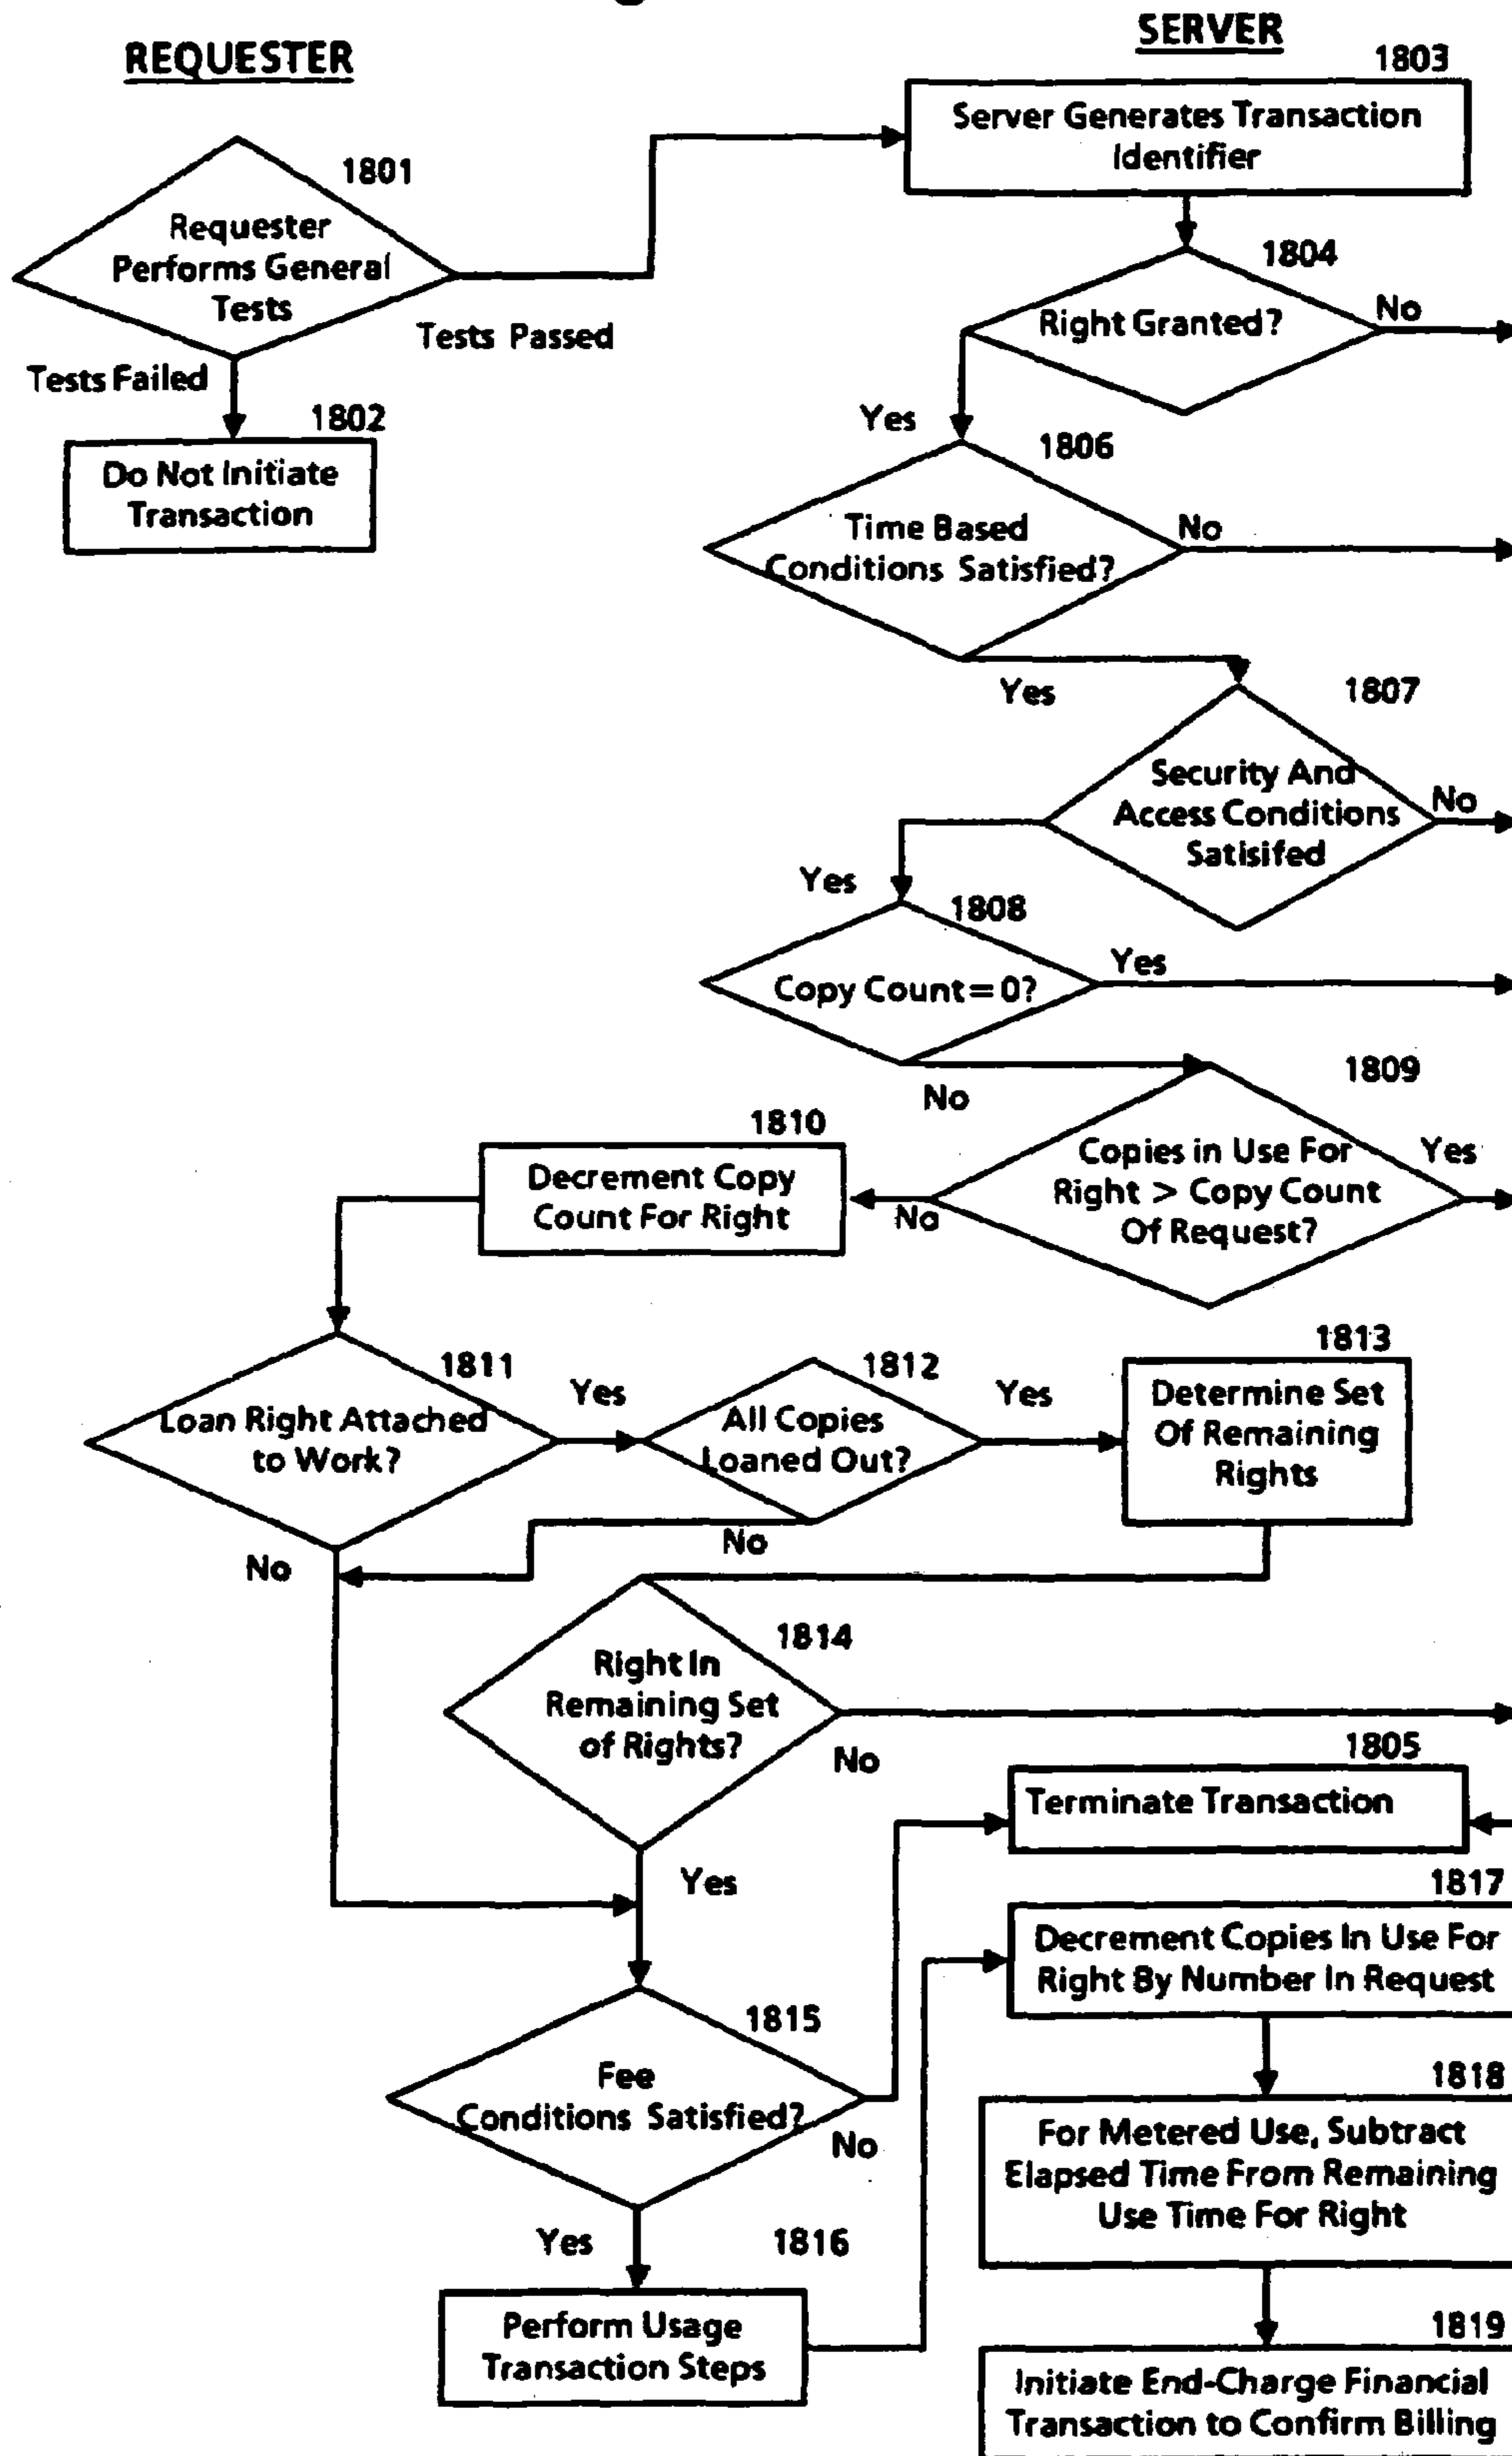 REQUESTER
SERVER
1803
Server Generates Transaction
Identifier
1801
Requester
Performs General
Tests
Tests Passed
Tests Failed
1802
Do Not Initiate
Transaction
1804
Right Granted?
No
Yes
1806
Time Based
Conditions Satisfied?
No
Yes
1807
Security And
Access Conditions
Satisifed
No
Yes
1808
Copy Count=0?
Yes
No
1809
Copies in Use For
Right > Copy Count
Of Request?
Yes
No
1810
Decrement Copy
Count For Right
1811
Loan Right Attached
to Work?
Yes
No
1812
All Copies
Loaned Out?
Yes
No
1813
Determine Set
Of Remaining
Rights
1814
Right In
Remaining Set
of Rights?
No
Yes
1805
Terminate Transaction
1815
Fee
Conditions Satisfied?
No
Yes
1816
Perform Usage
Transaction Steps
1817
Decrement Copies In Use For
Right By Number In Request
1818
For Metered Use, Subtract
Elapsed Time From Remaining
Use Time For Right
1819
Initiate End-Charge Financial
Transaction to Confirm Billing